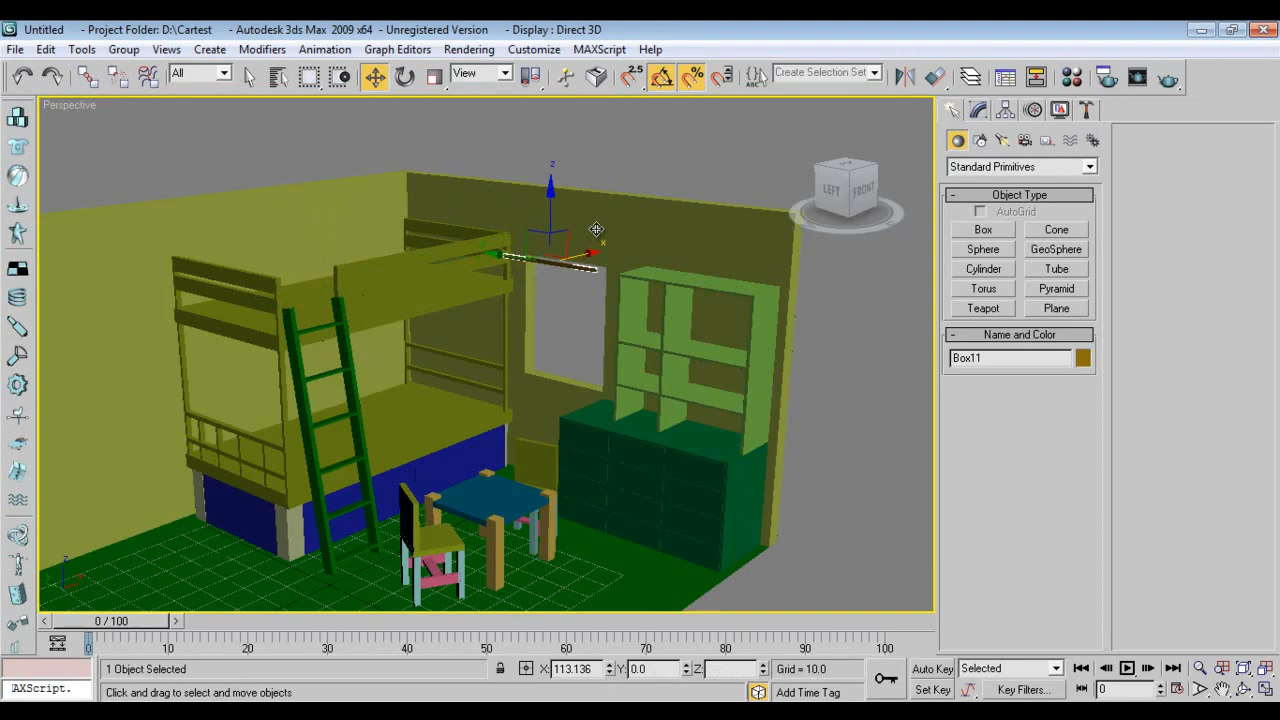 Untitled - Project Folder: D:\Cartest - Autodesk 3ds Max 2009 x64 - Unregistered Version - Display : Direct 3D
File Edit Tools Group Views Create Modifiers Animation Graph Editors Rendering Customize MAXScript Help
All View 2.5 ABC Create Selection Set
Perspective
Standard Primitives
z
LEFT FRONT
Object Type
AutoGrid
Box Cone
Sphere GeoSphere
Cylinder Tube
Torus Pyramid
Teapot Plane
x
Name and Color
Box11
z
0 / 100
0 10 20 30 40 50 60 70 80 90 100
1 Object Selected X: 113.136 Y: 0.0 Z: Grid = 10.0 Auto Key Selected
AXScript. Click and drag to select and move objects Add Time Tag Set Key Key Filters... 0